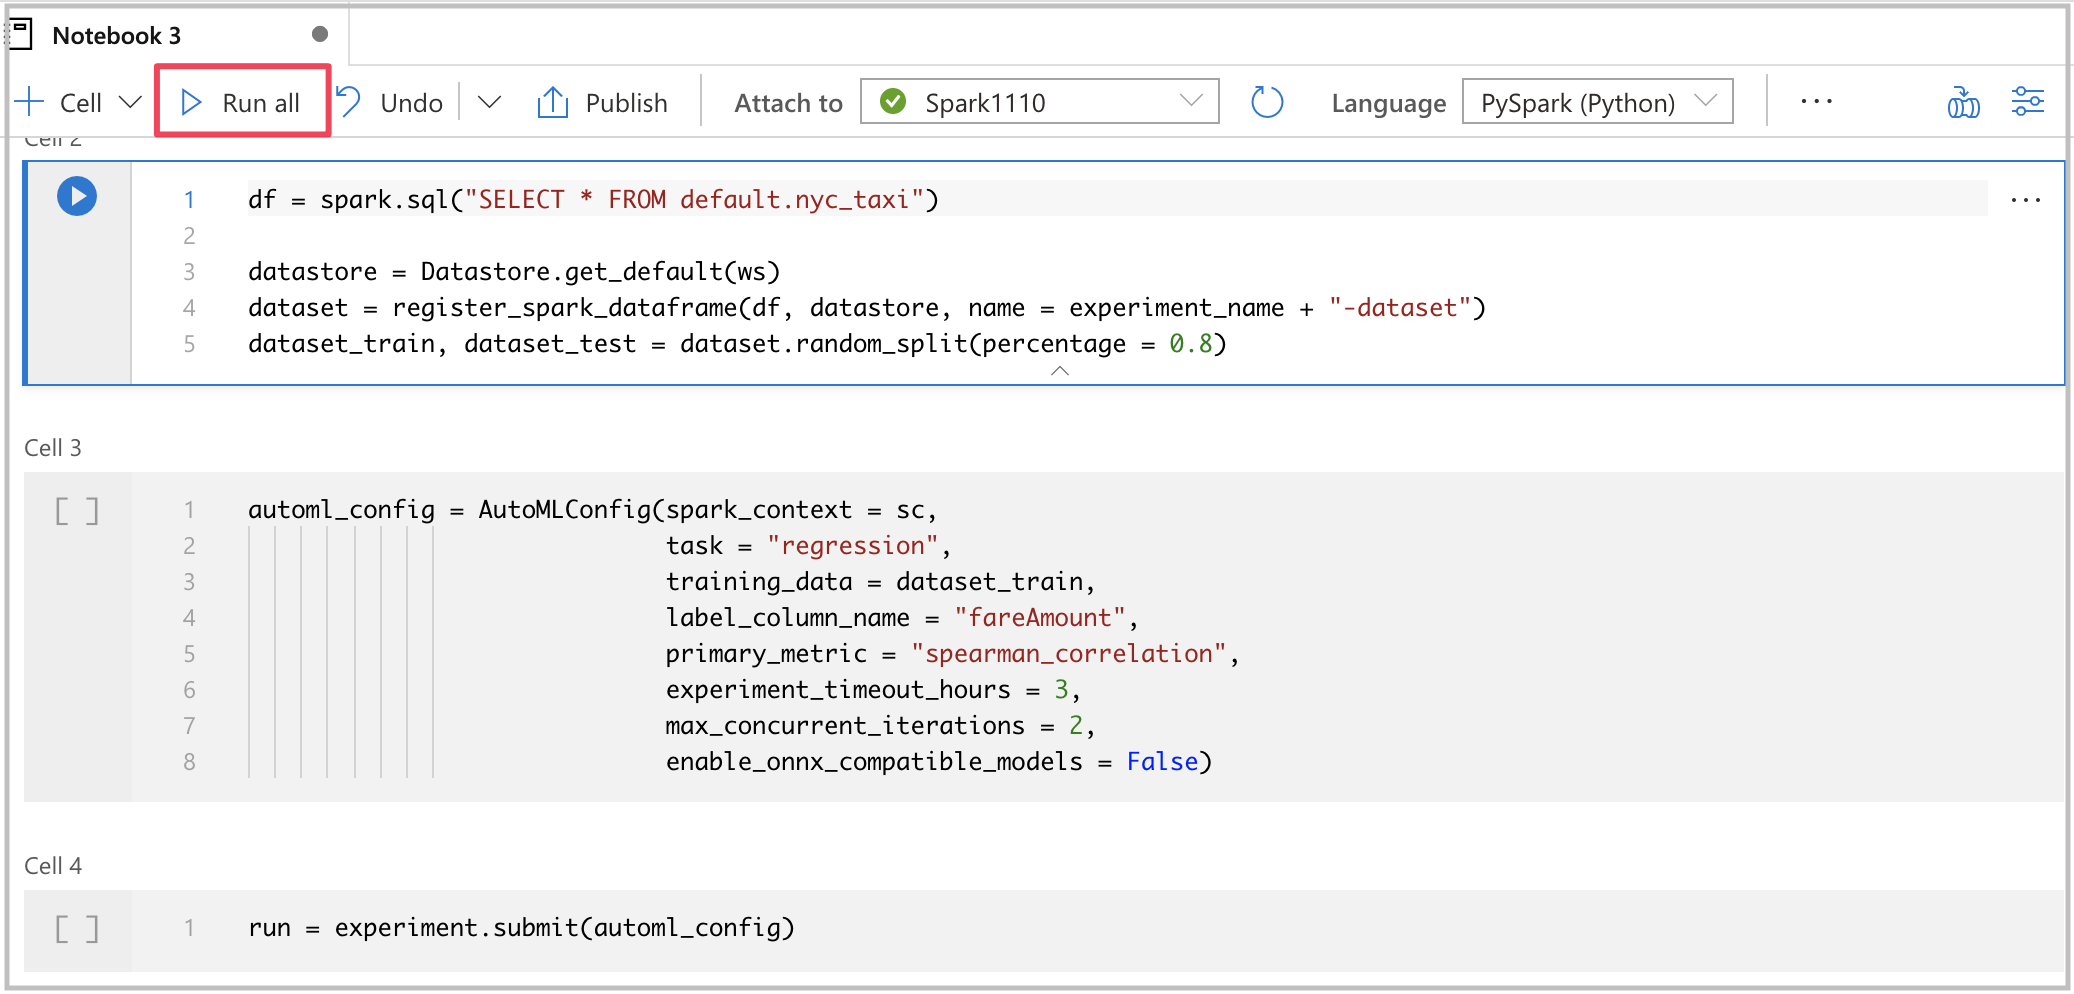 Notebook 3
Cell Run all Undo Publish Attach to Spark1110 Language PySpark (Python) ...
Cell 2
1 df = spark.sql("SELECT * FROM default.nyc_taxi") ...
2
3 datastore = Datastore.get_default(ws)
4 dataset = register_spark_dataframe(df, datastore, name = experiment_name + "-dataset")
5 dataset_train, dataset_test = dataset.random_split(percentage = 0.8)
Cell 3
[ ] 1 automl_config = AutoMLConfig(spark_context = sc,
2 task = "regression",
3 training_data = dataset_train,
4 label_column_name = "fareAmount",
5 primary_metric = "spearman_correlation",
6 experiment_timeout_hours = 3,
7 max_concurrent_iterations = 2,
8 enable_onnx_compatible_models = False)
Cell 4
[ ] 1 run = experiment.submit(automl_config)